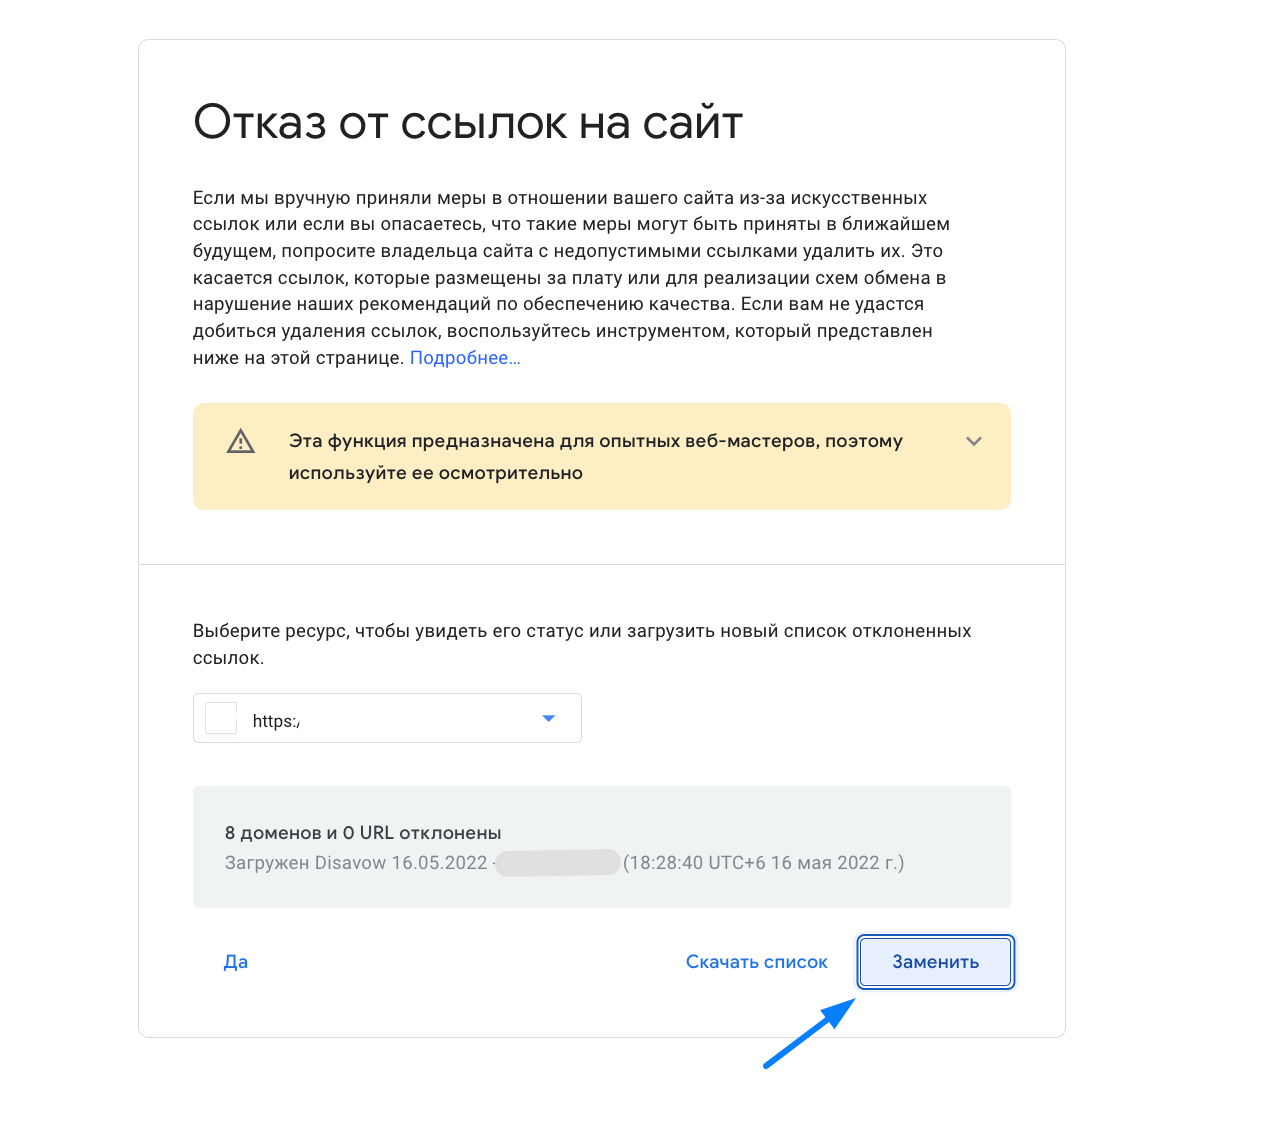 Отказ от ссылок на сайт
Если мы вручную приняли меры в отношении вашего сайта из-за искусственных
ссылок или если вы опасаетесь, что такие меры могут быть приняты в ближайшем
будущем, попросите владельца сайта с недопустимыми ссылками удалить их. Это
касается ссылок, которые размещены за плату или для реализации схем обмена в
нарушение наших рекомендаций по обеспечению качества. Если вам не удастся
добиться удаления ссылок, воспользуйтесь инструментом, который представлен
ниже на этой странице. Подробнее…
Эта функция предназначена для опытных веб-мастеров, поэтому
используйте ее осмотрительно
Выберите ресурс, чтобы увидеть его статус или загрузить новый список отклоненных
ссылок.
https:/
8 доменов и 0 URL отклонены
Загружен Disavow 16.05.2022 - (18:28:40 UTC+6 16 мая 2022 г.)
Да
Скачать список
Заменить